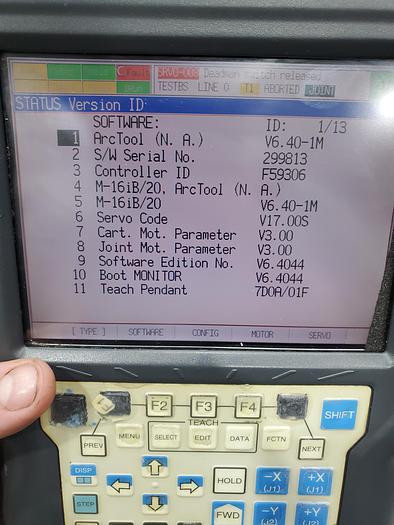 Fault SRVO-003 Deadman switch released
TESTBS LINE 0 T1 ABORTED JOINT
STATUS Version ID:
SOFTWARE: ID: 1/13
1 ArcTool (N. A.) V6.40-1M
2 S/W Serial No. 299813
3 Controller ID F59306
4 M-16iB/20, ArcTool (N. A.)
5 M-16iB/20 V6.40-1M
6 Servo Code V17.00S
7 Cart. Mot. Parameter V3.00
8 Joint Mot. Parameter V3.00
9 Software Edition No. V6.4044
10 Boot MONITOR V6.4044
11 Teach Pendant 7D0A/01F
[ TYPE ] SOFTWARE CONFIG MOTOR SERVO
F2 F3 F4
SHIFT
TEACH
PREV MENU SELECT EDIT DATA FCTN NEXT
DISP
HOLD -X (J1) +X (J1)
STEP
FWD -Y (J2) +Y (J2)